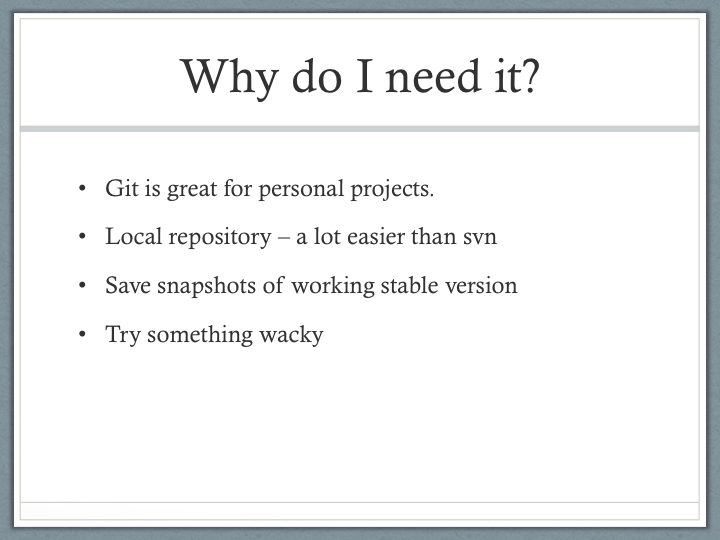 Why do I need it?
• Git is great for personal projects.
• Local repository – a lot easier than svn
• Save snapshots of working stable version
• Try something wacky